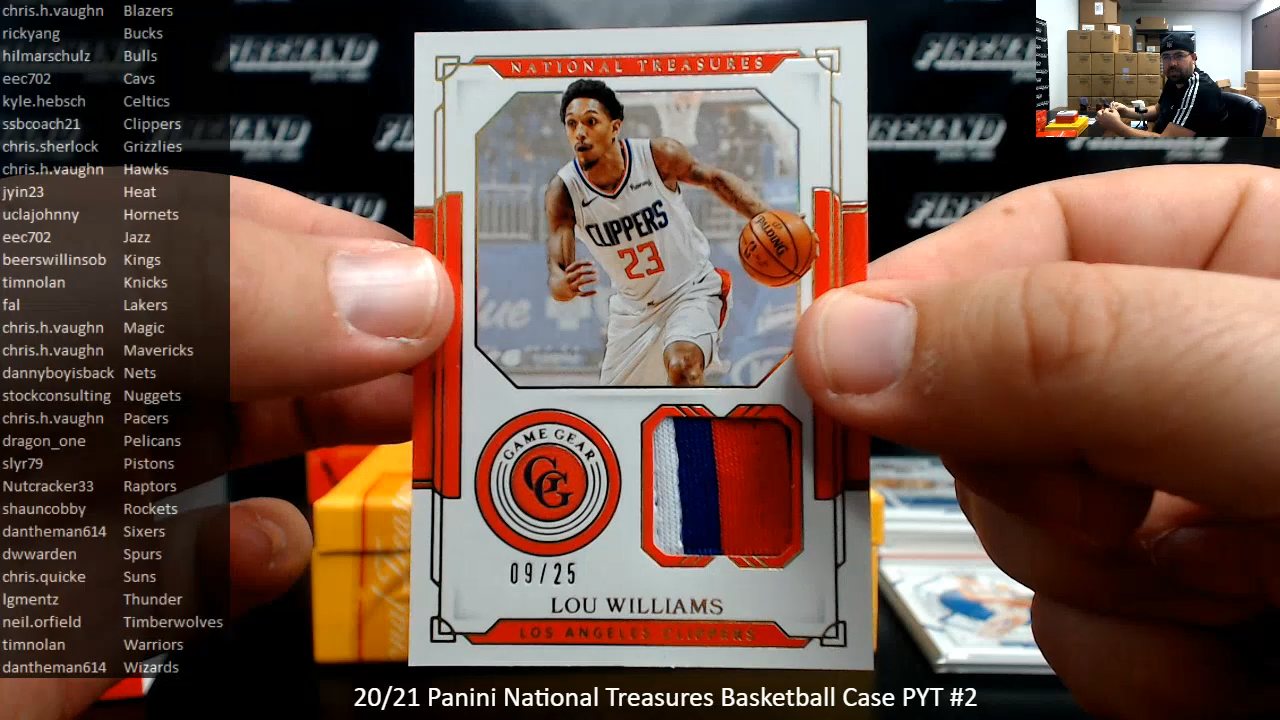 chris.h.vaughn Blazers
rickyang Bucks
hilmarschulz Bulls
eec702 Cavs
kyle.hebsch Celtics
ssbcoach21 Clippers
chris.sherlock Grizzlies
chris.h.vaughn Hawks
jyin23 Heat
uclajohnny Hornets
eec702 Jazz
beerswillinsob Kings
timnolan Knicks
fal Lakers
chris.h.vaughn Magic
chris.h.vaughn Mavericks
dannyboyisback Nets
stockconsulting Nuggets
chris.h.vaughn Pacers
dragon_one Pelicans
slyr79 Pistons
Nutcracker33 Raptors
shauncobby Rockets
dantheman614 Sixers
dwwarden Spurs
chris.quicke Suns
lgmentz Thunder
neil.orfield Timberwolves
timnolan Warriors
dantheman614 Wizards
NATIONAL TREASURES
SPALDING
CLIPPERS
23
GAME GEAR
GG
09/25
LOU WILLIAMS
LOS ANGELES CLIPPERS
FIREHAND
20/21 Panini National Treasures Basketball Case PYT #2